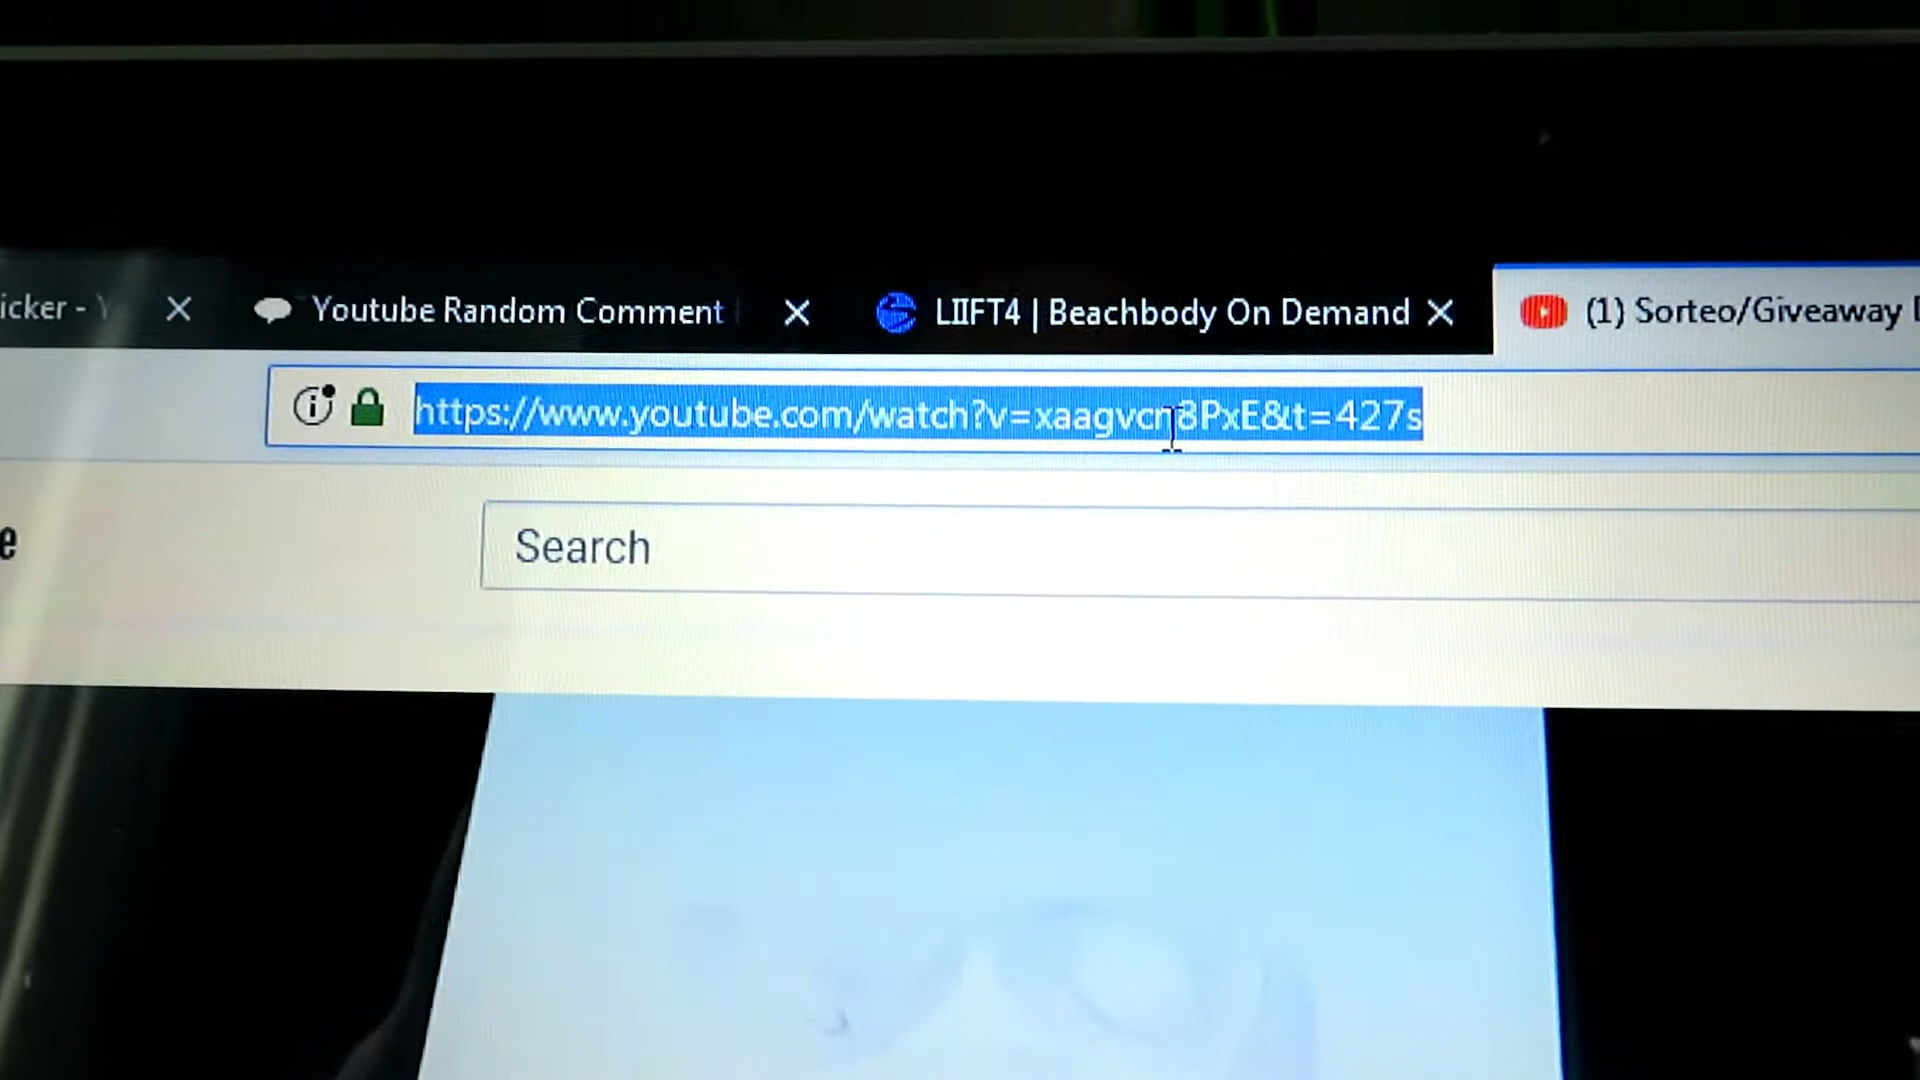 icker - Y
Youtube Random Comment
LIIFT4 | Beachbody On Demand
(1) Sorteo/Giveaway
https://www.youtube.com/watch?v=xaagvcn8PxE&t=427s
e
Search